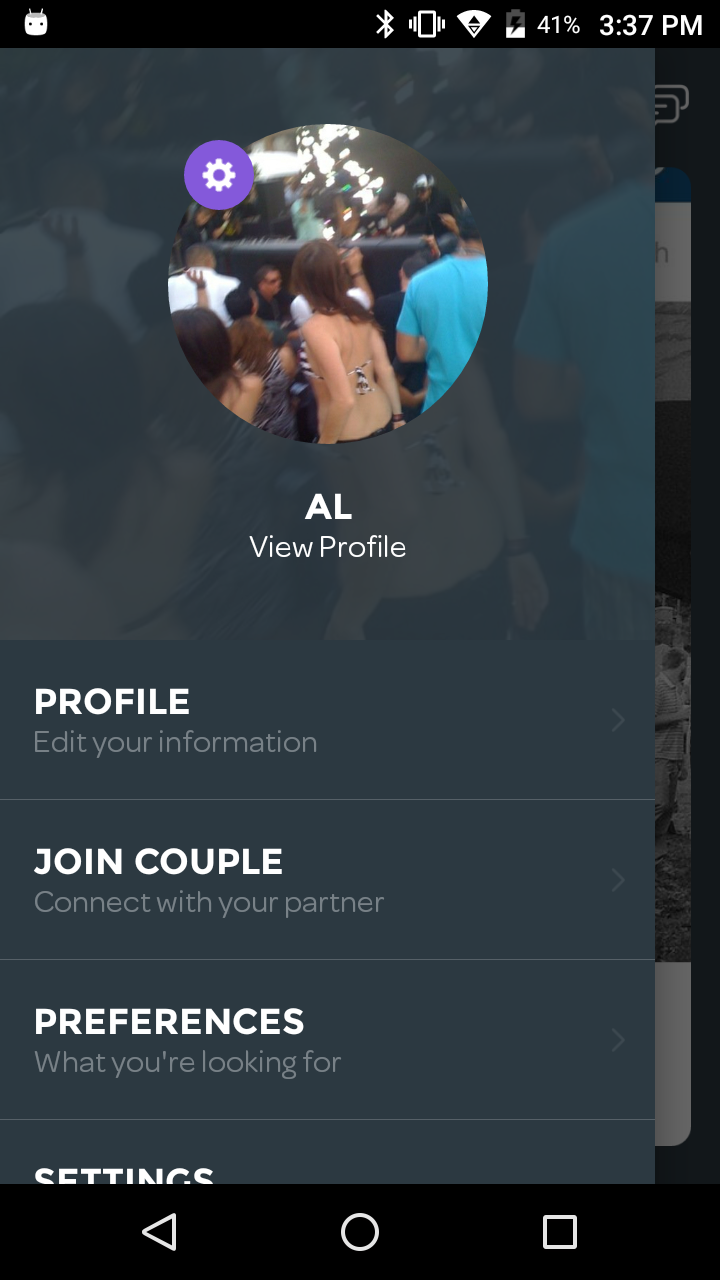 41% 3:37 PM
h
AL
View Profile
PROFILE
Edit your information
JOIN COUPLE
Connect with your partner
PREFERENCES
What you're looking for
SETTINGS